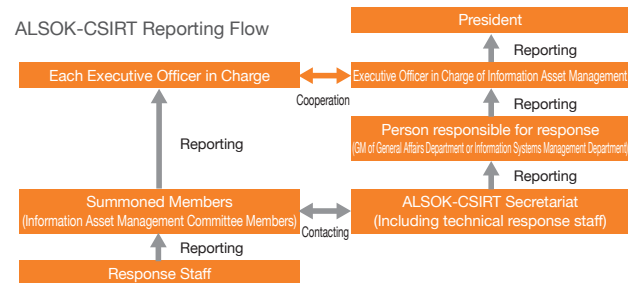 ALSOK-CSIRT Reporting Flow
President
Reporting
Each Executive Officer in Charge
Executive Officer in Charge of Information Asset Management
Cooperation
Reporting
Person responsible for response
(GM of General Affairs Department or Information Systems Management Department)
Reporting
Reporting
Summoned Members
(Information Asset Management Committee Members)
ALSOK-CSIRT Secretariat
(Including technical response staff)
Contacting
Reporting
Response Staff